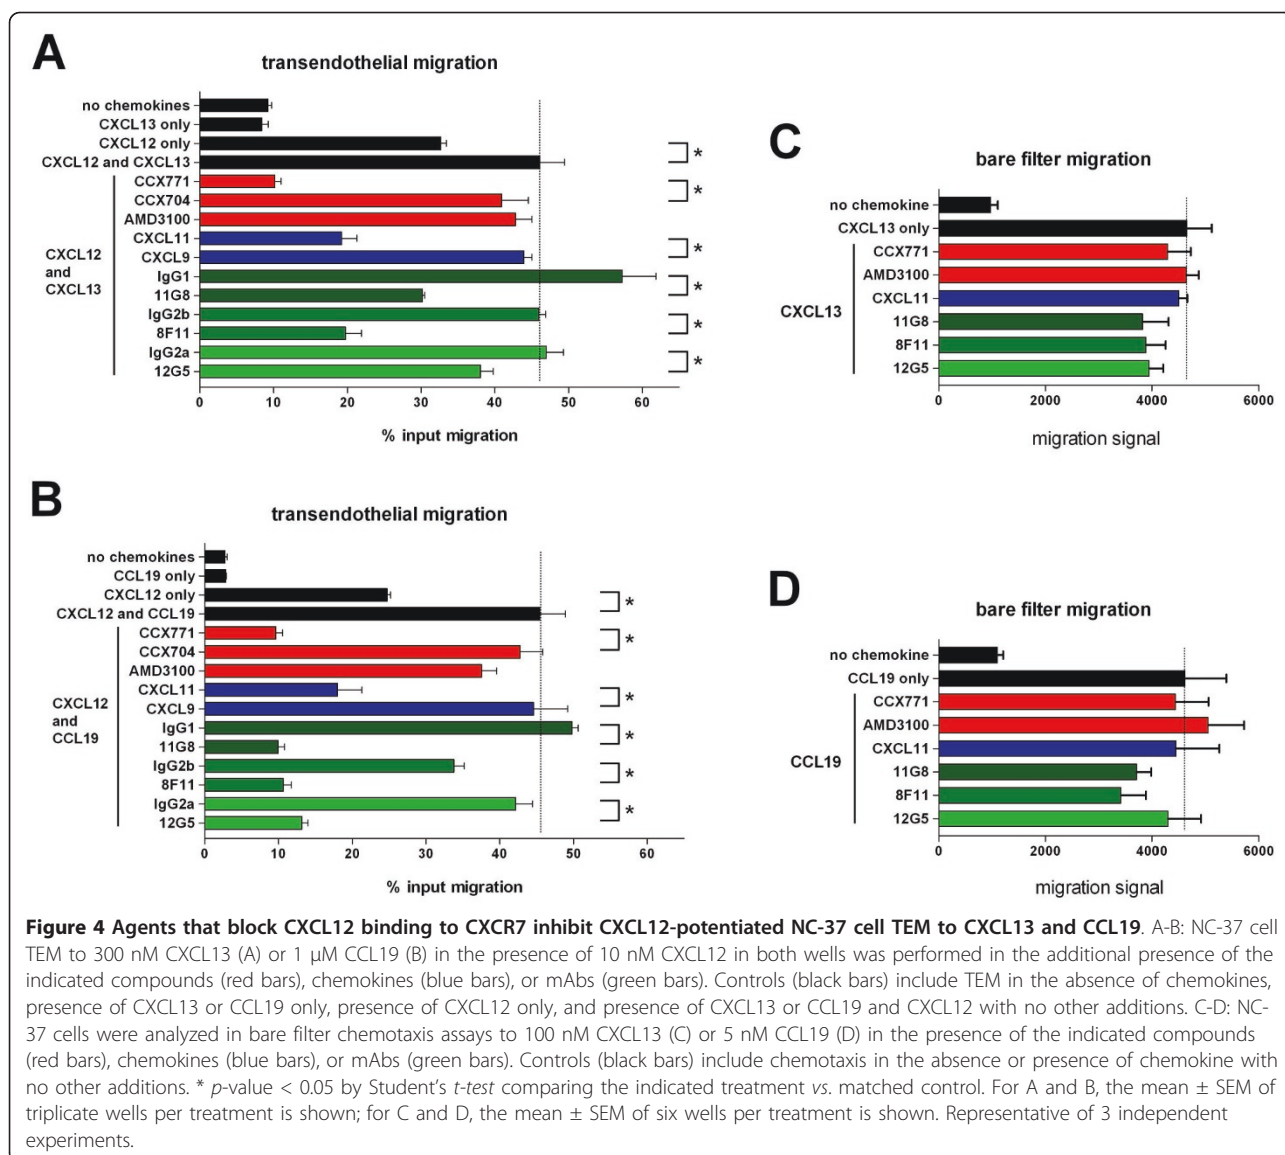 A
transendothelial migration
no chemokines
CXCL13 only
CXCL12 only
CXCL12 and CXCL13
CCX771
CCX704
AMD3100
CXCL11
CXCL9
IgG1
11G8
IgG2b
8F11
IgG2a
12G5
CXCL12
and
CXCL13
*
*
*
*
*
*
0 10 20 30 40 50 60
% input migration
B
transendothelial migration
no chemokines
CCL19 only
CXCL12 only
CXCL12 and CCL19
CCX771
CCX704
AMD3100
CXCL11
CXCL9
IgG1
11G8
IgG2b
8F11
IgG2a
12G5
CXCL12
and
CCL19
*
*
*
*
*
*
0 10 20 30 40 50 60
% input migration
C
bare filter migration
no chemokine
CXCL13 only
CCX771
AMD3100
CXCL11
11G8
8F11
12G5
CXCL13
0 2000 4000 6000
migration signal
D
bare filter migration
no chemokine
CCL19 only
CCX771
AMD3100
CXCL11
11G8
8F11
12G5
CCL19
0 2000 4000 6000
migration signal
Figure 4 Agents that block CXCL12 binding to CXCR7 inhibit CXCL12-potentiated NC-37 cell TEM to CXCL13 and CCL19. A-B: NC-37 cell
TEM to 300 nM CXCL13 (A) or 1 μM CCL19 (B) in the presence of 10 nM CXCL12 in both wells was performed in the additional presence of the
indicated compounds (red bars), chemokines (blue bars), or mAbs (green bars). Controls (black bars) include TEM in the absence of chemokines,
presence of CXCL13 or CCL19 only, presence of CXCL12 only, and presence of CXCL13 or CCL19 and CXCL12 with no other additions. C-D: NC-
37 cells were analyzed in bare filter chemotaxis assays to 100 nM CXCL13 (C) or 5 nM CCL19 (D) in the presence of the indicated compounds
(red bars), chemokines (blue bars), or mAbs (green bars). Controls (black bars) include chemotaxis in the absence or presence of chemokine with
no other additions. * p-value < 0.05 by Student's t-test comparing the indicated treatment vs. matched control. For A and B, the mean ± SEM of
triplicate wells per treatment is shown; for C and D, the mean ± SEM of six wells per treatment is shown. Representative of 3 independent
experiments.